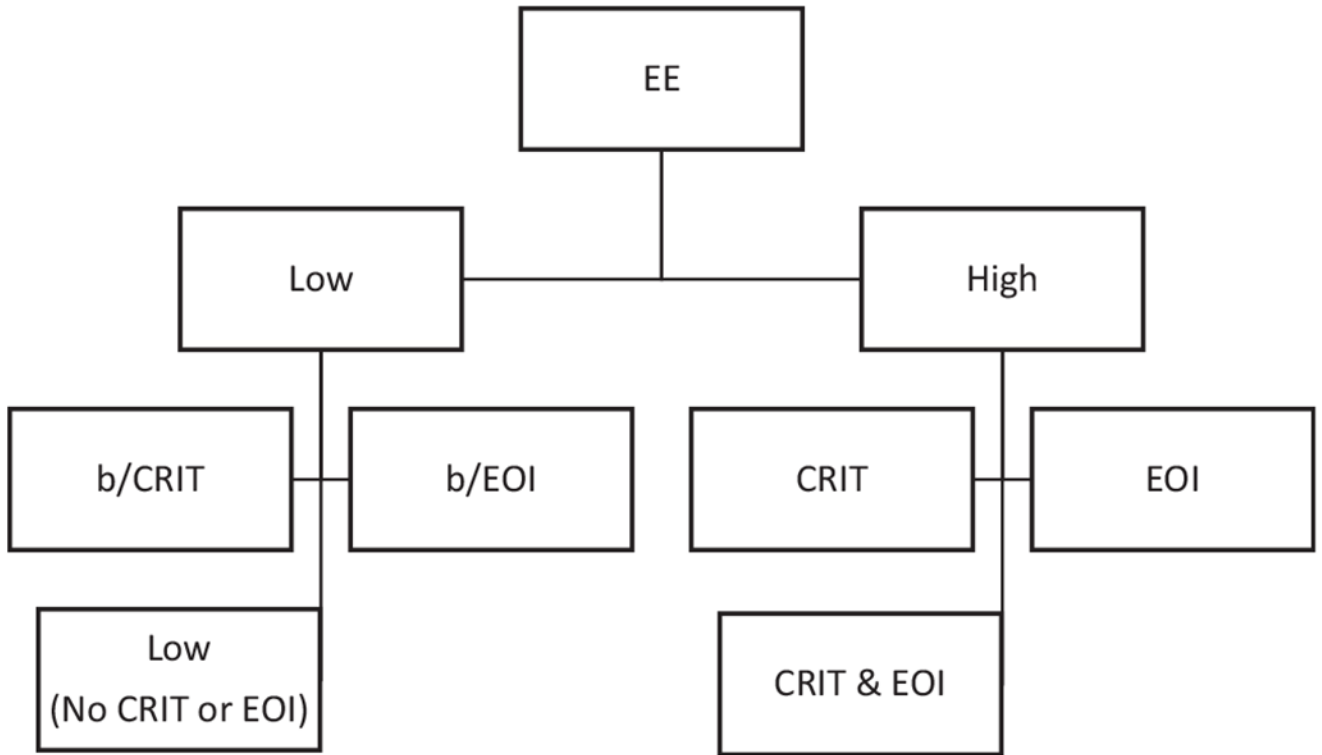 EE
Low
High
b/CRIT
b/EOI
CRIT
EOI
Low
(No CRIT or EOI)
CRIT & EOI